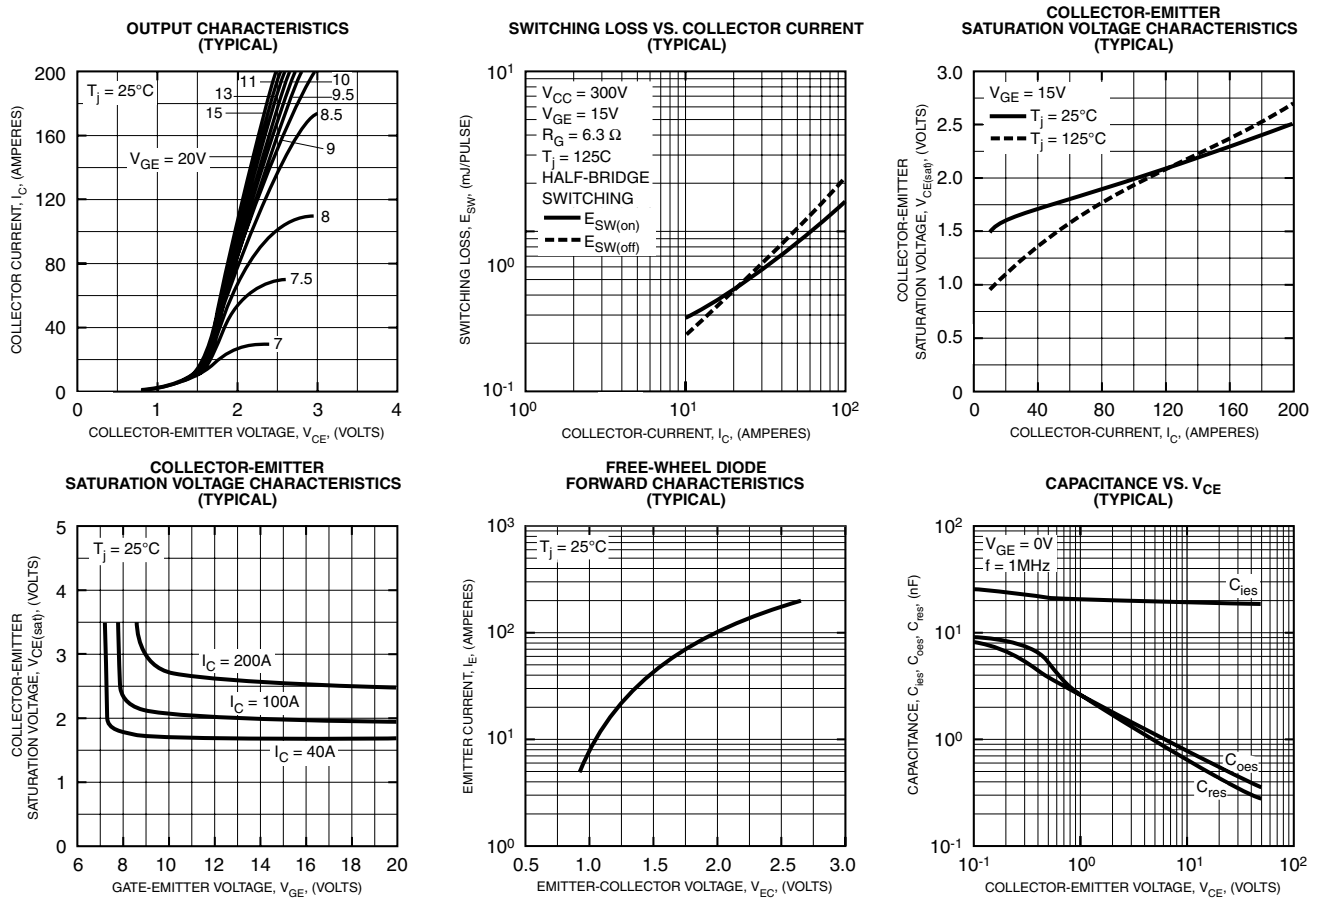 OUTPUT CHARACTERISTICS
(TYPICAL)
COLLECTOR CURRENT, IC, (AMPERES)
200
160
120
80
40
0
Tj = 25°C
11
13
15
VGE = 20V
10
9.5
8.5
9
8
7.5
7
0 1 2 3 4
COLLECTOR-EMITTER VOLTAGE, VCE, (VOLTS)
SWITCHING LOSS VS. COLLECTOR CURRENT
(TYPICAL)
SWITCHING LOSS, ESW, (mJ/PULSE)
10^1
10^0
10^-1
VCC = 300V
VGE = 15V
RG = 6.3 Ω
Tj = 125C
HALF-BRIDGE
SWITCHING
ESW(on)
ESW(off)
10^0 10^1 10^2
COLLECTOR-CURRENT, IC, (AMPERES)
COLLECTOR-EMITTER
SATURATION VOLTAGE CHARACTERISTICS
(TYPICAL)
COLLECTOR-EMITTER
SATURATION VOLTAGE, VCE(sat), (VOLTS)
3.0
2.5
2.0
1.5
1.0
0.5
0
VGE = 15V
Tj = 25°C
Tj = 125°C
0 40 80 120 160 200
COLLECTOR-CURRENT, IC, (AMPERES)
COLLECTOR-EMITTER
SATURATION VOLTAGE CHARACTERISTICS
(TYPICAL)
COLLECTOR-EMITTER
SATURATION VOLTAGE, VCE(sat), (VOLTS)
5
4
3
2
1
0
Tj = 25°C
IC = 200A
IC = 100A
IC = 40A
6 8 10 12 14 16 18 20
GATE-EMITTER VOLTAGE, VGE, (VOLTS)
FREE-WHEEL DIODE
FORWARD CHARACTERISTICS
(TYPICAL)
EMITTER CURRENT, IE, (AMPERES)
10^3
10^2
10^1
10^0
Tj = 25°C
0.5 1.0 1.5 2.0 2.5 3.0
EMITTER-COLLECTOR VOLTAGE, VEC, (VOLTS)
CAPACITANCE VS. VCE
(TYPICAL)
CAPACITANCE, Cies, Coes, Cres, (nF)
10^2
10^1
10^0
10^-1
VGE = 0V
f = 1MHz
Cies
Coes
Cres
10^-1 10^0 10^1 10^2
COLLECTOR-EMITTER VOLTAGE, VCE, (VOLTS)